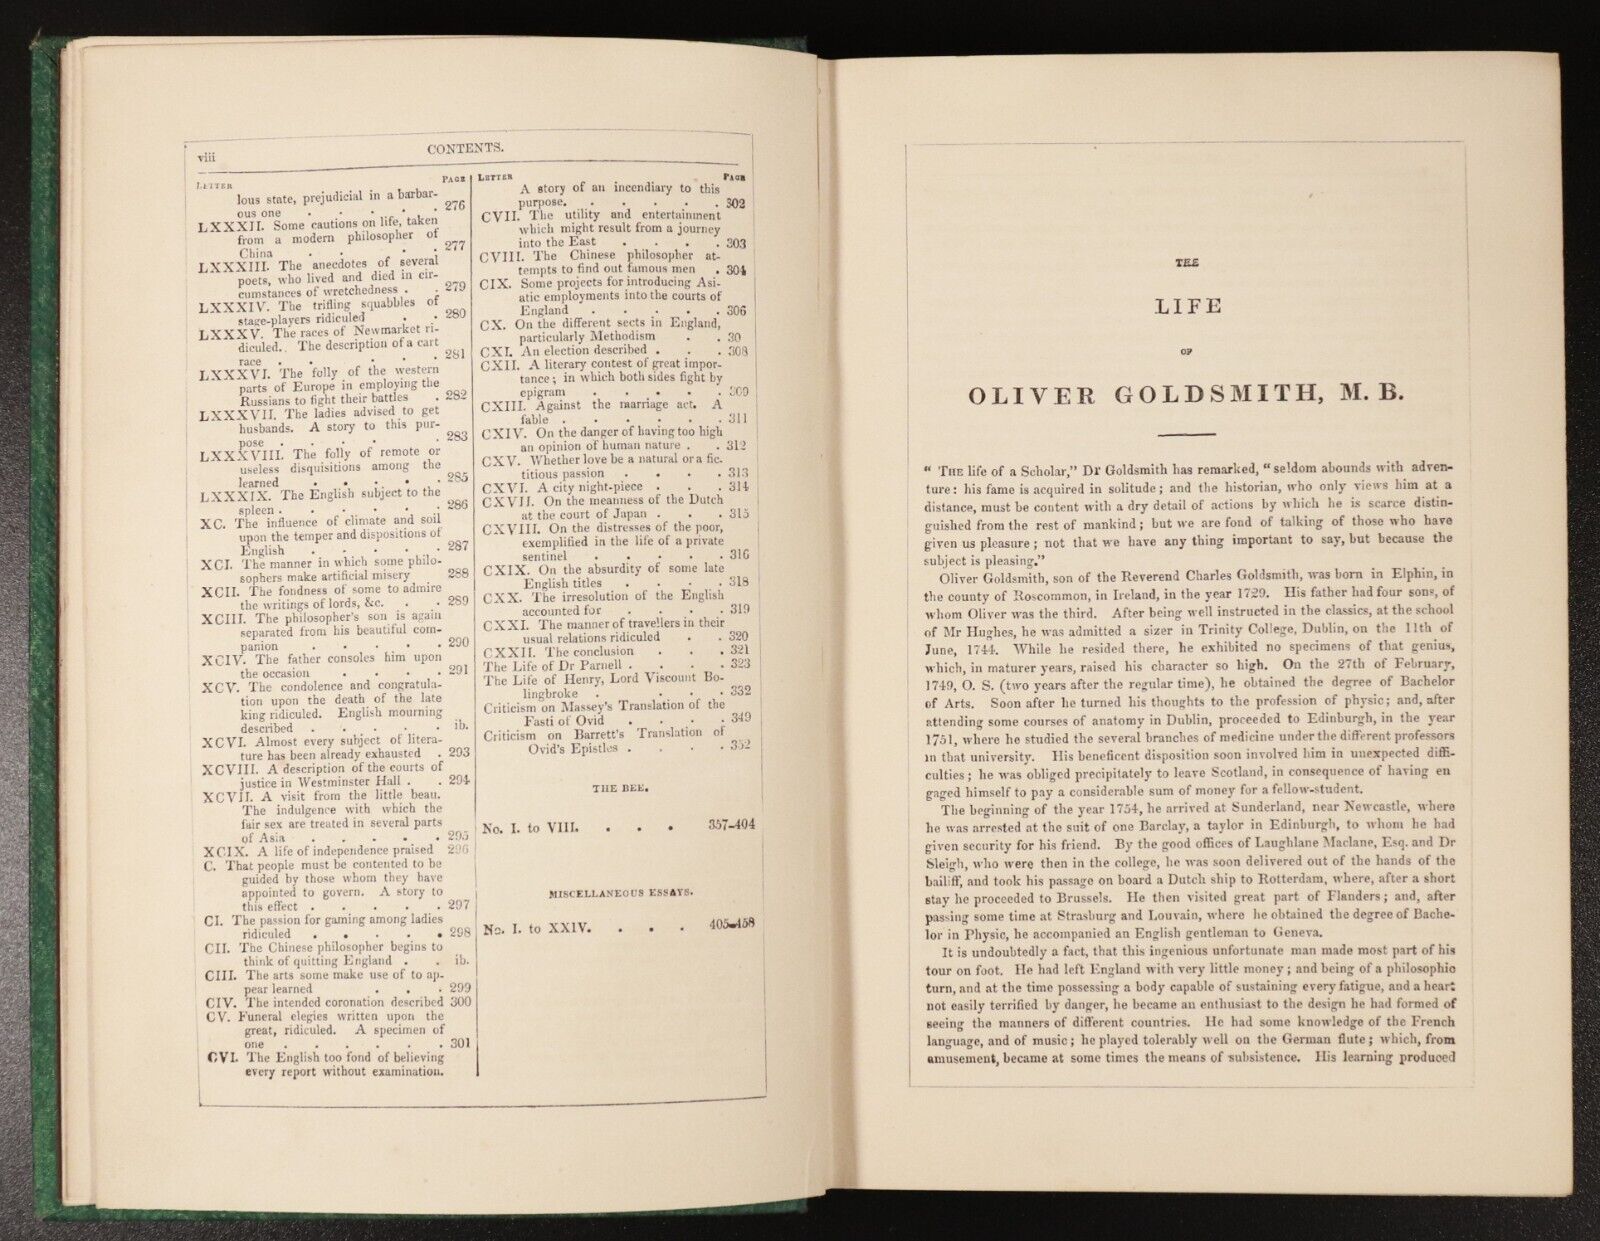 viii
CONTENTS.
LETTER
PAGE
lous state, prejudicial in a barbar-
ous one . . . . . 276
LXXXII. Some cautions on life, taken
from a modern philosopher of
China . . . . 277
LXXXIII. The anecdotes of several
poets, who lived and died in cir-
cumstances of wretchedness . . 279
LXXXIV. The trifling squabbles of
stage-players ridiculed . . 280
LXXXV. The races of Newmarket ri-
diculed. The description of a cart
race . . . . . 281
LXXXVI. The folly of the western
parts of Europe in employing the
Russians to fight their battles . 282
LXXXVII. The ladies advised to get
husbands. A story to this pur-
pose . . . . . 283
LXXXVIII. The folly of remote or
useless disquisitions among the
learned . . . . . 285
LXXXIX. The English subject to the
spleen . . . . . . 286
XC. The influence of climate and soil
upon the temper and dispositions of
English . . . . . 287
XCI. The manner in which some philo-
sophers make artificial misery 288
XCII. The fondness of some to admire
the writings of lords, &c. . . 289
XCIII. The philosopher's son is again
separated from his beautiful com-
panion . . . . . 290
XCIV. The father consoles him upon
the occasion . . . . 291
XCV. The condolence and congratula-
tion upon the death of the late
king ridiculed. English mourning
described . . . . . ib.
XCVI. Almost every subject of litera-
ture has been already exhausted . 293
XCVIII. A description of the courts of
justice in Westminster Hall . . 294
XCVII. A visit from the little beau.
The indulgence with which the
fair sex are treated in several parts
of Asia . . . . 295
XCIX. A life of independence praised 296
C. That people must be contented to be
guided by those whom they have
appointed to govern. A story to
this effect . . . . . 297
CI. The passion for gaming among ladies
ridiculed . . . . . 298
CII. The Chinese philosopher begins to
think of quitting England . . ib.
CIII. The arts some make use of to ap-
pear learned . . . 299
CIV. The intended coronation described 300
CV. Funeral elegies written upon the
great, ridiculed. A specimen of
one . . . . . . 301
CVI. The English too fond of believing
every report without examination.
LETTER
PAGE
A story of an incendiary to this
purpose. . . . . . 302
CVII. The utility and entertainment
which might result from a journey
into the East . . . . 303
CVIII. The Chinese philosopher at-
tempts to find out famous men . 304
CIX. Some projects for introducing Asi-
atic employments into the courts of
England . . . . . 306
CX. On the different sects in England,
particularly Methodism . . 30
CXI. An election described . . . 308
CXII. A literary contest of great impor-
tance; in which both sides fight by
epigram . . . . . 309
CXIII. Against the marriage act. A
fable . . . . . . 311
CXIV. On the danger of having too high
an opinion of human nature . . 312
CXV. Whether love be a natural or a fic-
titious passion . . . . 313
CXVI. A city night-piece . . . 314
CXVII. On the meanness of the Dutch
at the court of Japan . . . 315
CXVIII. On the distresses of the poor,
exemplified in the life of a private
sentinel . . . . . 316
CXIX. On the absurdity of some late
English titles . . . . 318
CXX. The irresolution of the English
accounted for . . . . 319
CXXI. The manner of travellers in their
usual relations ridiculed . . 320
CXXII. The conclusion . . . 321
The Life of Dr Parnell . . . . 323
The Life of Henry, Lord Viscount Bo-
lingbroke . . . . 332
Criticism on Massey's Translation of the
Fasti of Ovid . . . . 349
Criticism on Barrett's Translation of
Ovid's Epistles . . . . 352
THE BEE.
No. I. to VIII. . . . 357-404
MISCELLANEOUS ESSAYS.
No. I. to XXIV. . . . 405-458
THE
LIFE
OF
OLIVER GOLDSMITH, M. B.
“ THE life of a Scholar,” Dr Goldsmith has remarked, “ seldom abounds with adven-
ture: his fame is acquired in solitude; and the historian, who only views him at a
distance, must be content with a dry detail of actions by which he is scarce distin-
guished from the rest of mankind; but we are fond of talking of those who have
given us pleasure; not that we have any thing important to say, but because the
subject is pleasing.”
Oliver Goldsmith, son of the Reverend Charles Goldsmith, was born in Elphin, in
the county of Roscommon, in Ireland, in the year 1729. His father had four sons, of
whom Oliver was the third. After being well instructed in the classics, at the school
of Mr Hughes, he was admitted a sizer in Trinity College, Dublin, on the 11th of
June, 1744. While he resided there, he exhibited no specimens of that genius,
which, in maturer years, raised his character so high. On the 27th of February,
1749, O. S. (two years after the regular time), he obtained the degree of Bachelor
of Arts. Soon after he turned his thoughts to the profession of physic; and, after
attending some courses of anatomy in Dublin, proceeded to Edinburgh, in the year
1751, where he studied the several branches of medicine under the different professors
in that university. His beneficent disposition soon involved him in unexpected diffi-
culties; he was obliged precipitately to leave Scotland, in consequence of having en
gaged himself to pay a considerable sum of money for a fellow-student.
The beginning of the year 1754, he arrived at Sunderland, near Newcastle, where
he was arrested at the suit of one Barclay, a taylor in Edinburgh, to whom he had
given security for his friend. By the good offices of Laughlane Maclane, Esq. and Dr
Sleigh, who were then in the college, he was soon delivered out of the hands of the
bailiff, and took his passage on board a Dutch ship to Rotterdam, where, after a short
stay he proceeded to Brussels. He then visited great part of Flanders; and, after
passing some time at Strasburg and Louvain, where he obtained the degree of Bache-
lor in Physic, he accompanied an English gentleman to Geneva.
It is undoubtedly a fact, that this ingenious unfortunate man made most part of his
tour on foot. He had left England with very little money; and being of a philosophic
turn, and at the time possessing a body capable of sustaining every fatigue, and a heart
not easily terrified by danger, he became an enthusiast to the design he had formed of
seeing the manners of different countries. He had some knowledge of the French
language, and of music; he played tolerably well on the German flute; which, from
amusement, became at some times the means of subsistence. His learning produced